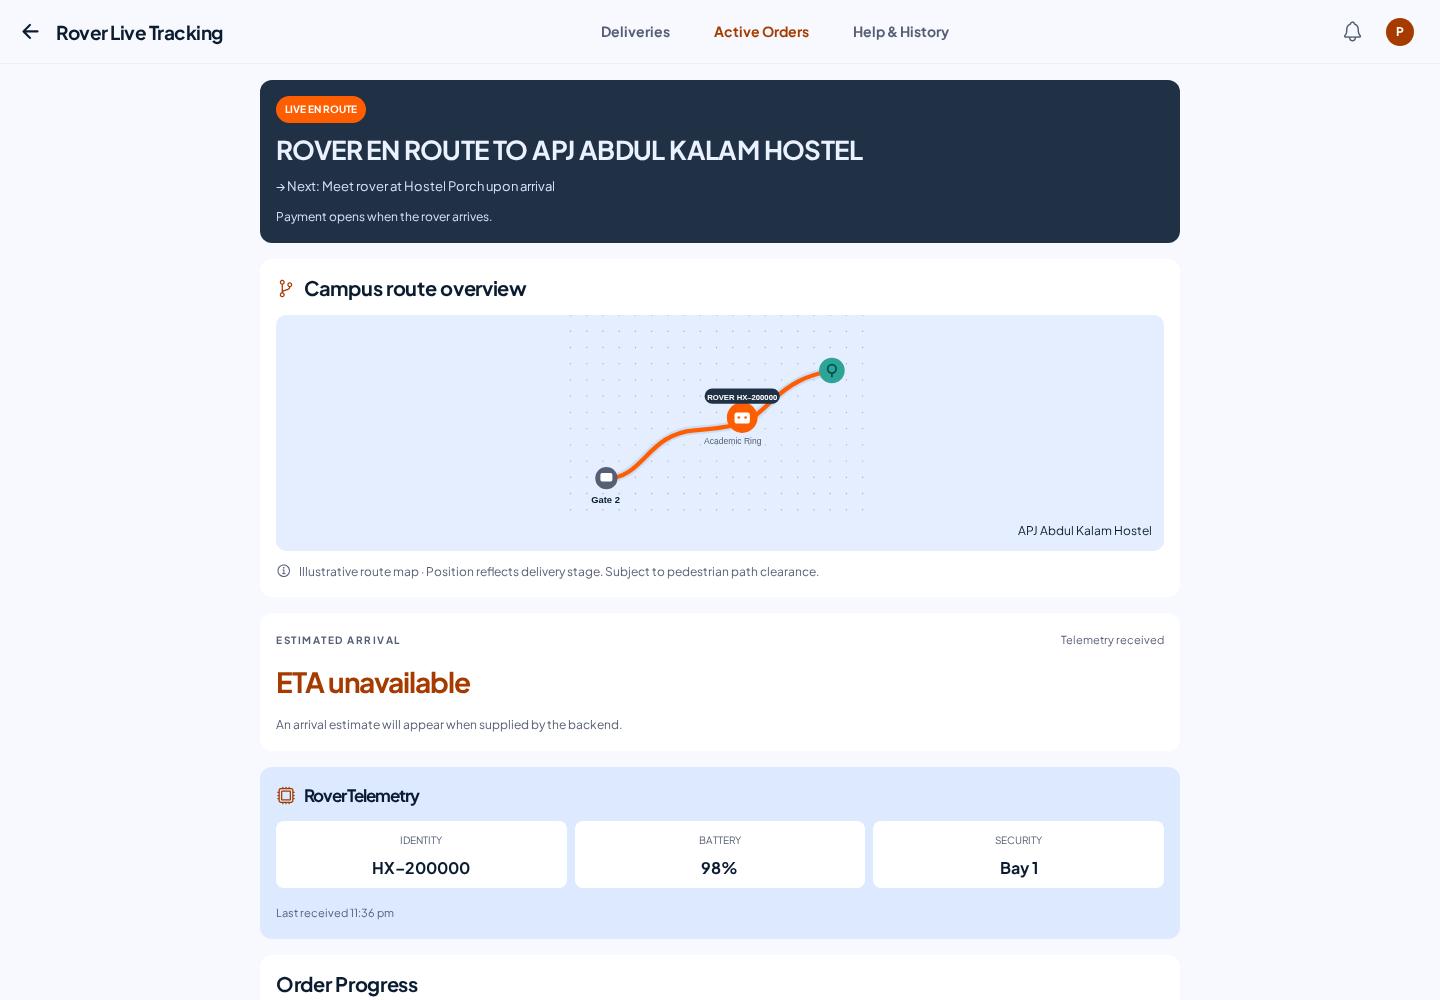 Rover Live Tracking
Deliveries
Active Orders
Help & History
P
LIVE EN ROUTE
ROVER EN ROUTE TO APJ ABDUL KALAM HOSTEL
→ Next: Meet rover at Hostel Porch upon arrival
Payment opens when the rover arrives.
Campus route overview
ROVER HX-200000
Academic Ring
Gate 2
APJ Abdul Kalam Hostel
Illustrative route map · Position reflects delivery stage. Subject to pedestrian path clearance.
ESTIMATED ARRIVAL
Telemetry received
ETA unavailable
An arrival estimate will appear when supplied by the backend.
Rover Telemetry
IDENTITY
HX-200000
BATTERY
98%
SECURITY
Bay 1
Last received 11:36 pm
Order Progress